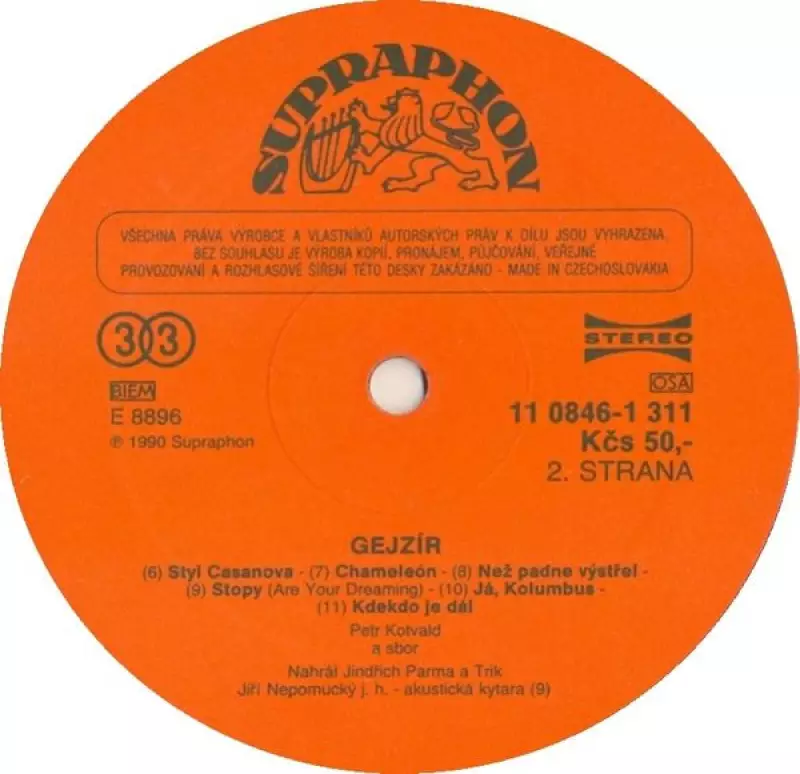 SUPRAPHON
VŠECHNA PRÁVA VÝROBCE A VLASTNÍKŮ AUTORSKÝCH PRÁV K DÍLU JSOU VYHRAZENA.
BEZ SOUHLASU JE VÝROBA KOPIÍ, PRONÁJEM, PŮJČOVÁNÍ, VEŘEJNÉ
PROVOZOVÁNÍ A ROZHLASOVÉ ŠÍŘENÍ TÉTO DESKY ZAKÁZÁNO - MADE IN CZECHOSLOVAKIA
33
STEREO
BIEM
OSA
E 8896
11 0846-1 311
℗ 1990 Supraphon
Kčs 50,-
2. STRANA
GEJZÍR
(6) Styl Casanova - (7) Chameleón - (8) Než padne výstřel -
(9) Stopy (Are Your Dreaming) - (10) Já, Kolumbus -
(11) Kdekdo je dál
Petr Kotvald
a sbor
Nahrál Jindřich Parma a Trik
Jiří Nepomucký j. h. - akustická kytara (9)